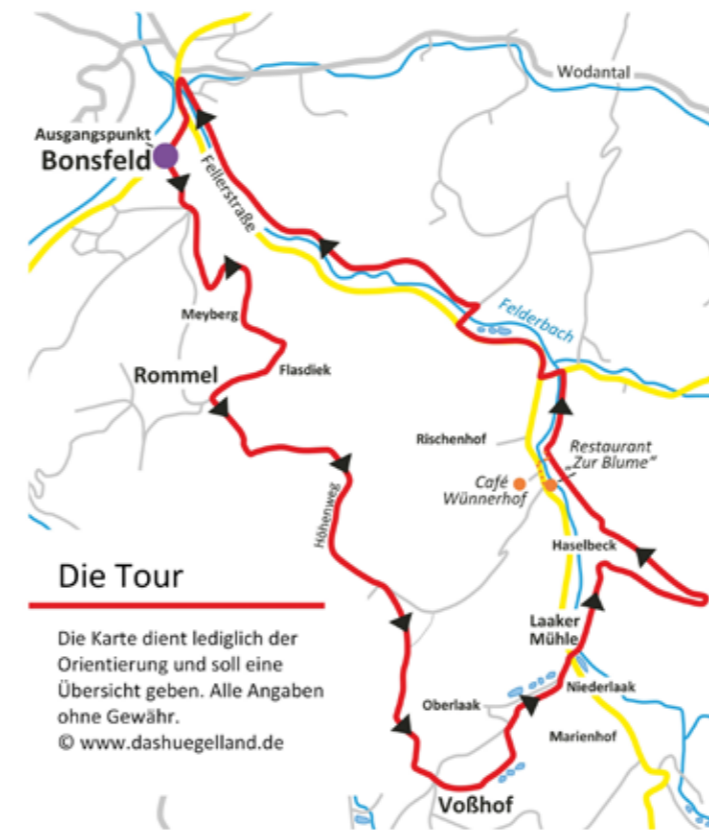 Wodantal
Ausgangspunkt
Bonsfeld
Fellerstraße
Meyberg
Felderbach
Rommel
Flasdiek
Rischenhof
Restaurant
„Zur Blume“
Café
Wünnerhof
Höhenweg
Haselbeck
Die Tour
Laaker
Mühle
Die Karte dient lediglich der
Orientierung und soll eine
Übersicht geben. Alle Angaben
ohne Gewähr.
© www.dashuegelland.de
Niederlaak
Oberlaak
Marienhof
Voßhof